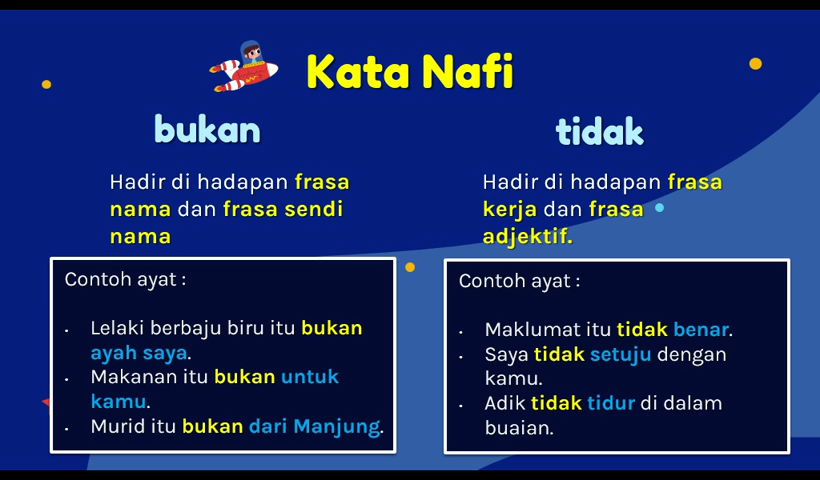 Kata Nafi
bukan
Hadir di hadapan frasa
nama dan frasa sendi
nama
Contoh ayat :
• Lelaki berbaju biru itu bukan
ayah saya.
• Makanan itu bukan untuk
kamu.
• Murid itu bukan dari Manjung.
tidak
Hadir di hadapan frasa
kerja dan frasa
adjektif.
Contoh ayat :
• Maklumat itu tidak benar.
• Saya tidak setuju dengan
kamu.
• Adik tidak tidur di dalam
buaian.